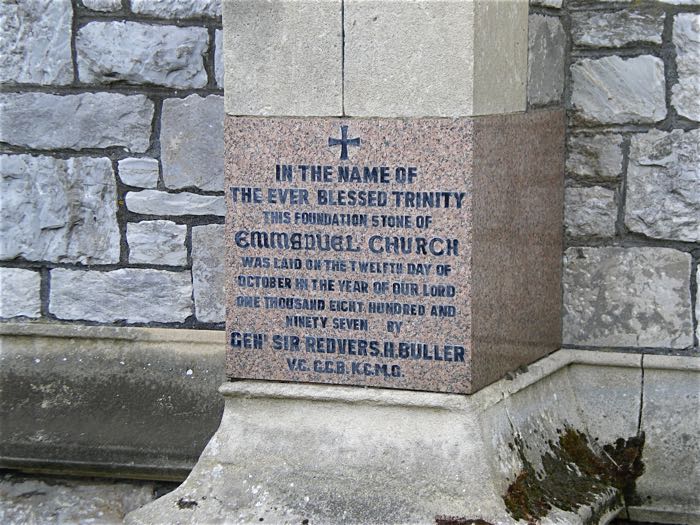 IN THE NAME OF
THE EVER BLESSED TRINITY
THIS FOUNDATION STONE OF
EMMANUEL CHURCH
WAS LAID ON THE TWELFTH DAY OF
OCTOBER IN THE YEAR OF OUR LORD
ONE THOUSAND EIGHT HUNDRED AND
NINETY SEVEN BY
GENL SIR REDVERS.H.BULLER
V.C. G.C.B. K.C.M.G.